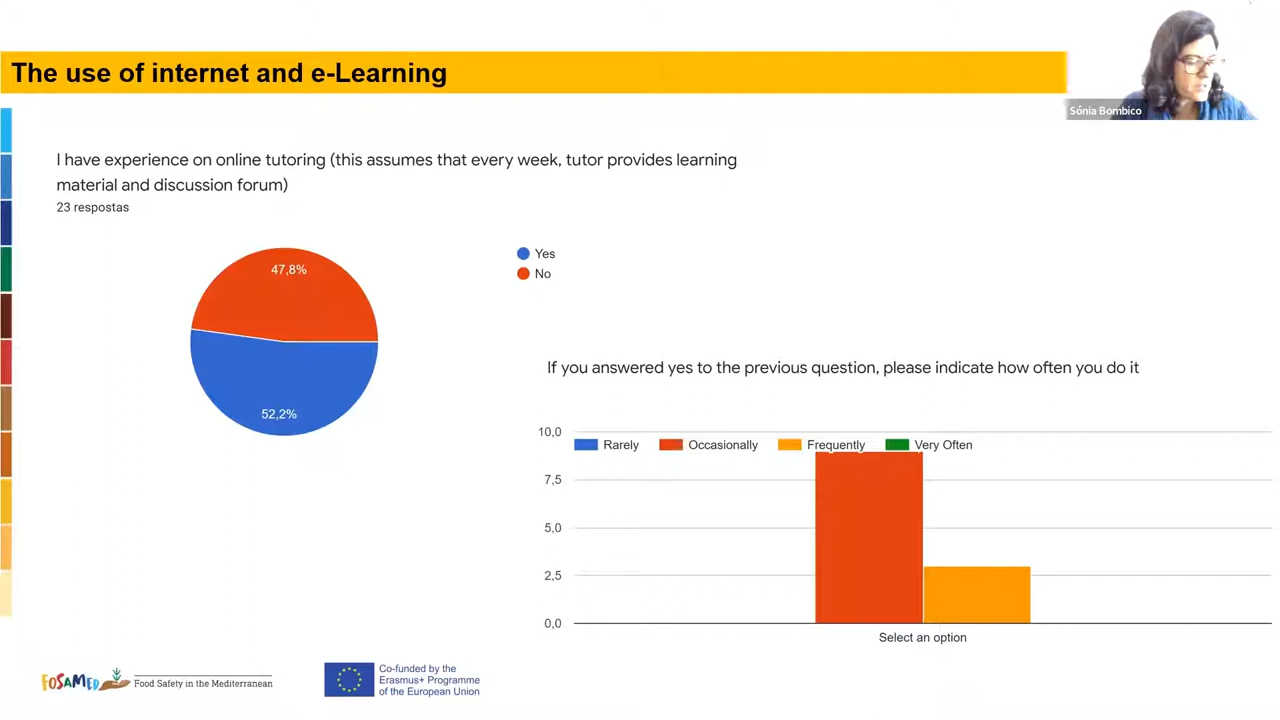 The use of internet and e-Learning
Sónia Bombico
I have experience on online tutoring (this assumes that every week, tutor provides learning
material and discussion forum)
23 respostas
47,8%
52,2%
Yes
No
If you answered yes to the previous question, please indicate how often you do it
10,0
Rarely
Occasionally
Frequently
Very Often
7,5
5,0
2,5
0,0
Select an option
FOSAMED
Food Safety in the Mediterranean
Co-funded by the
Erasmus+ Programme
of the European Union